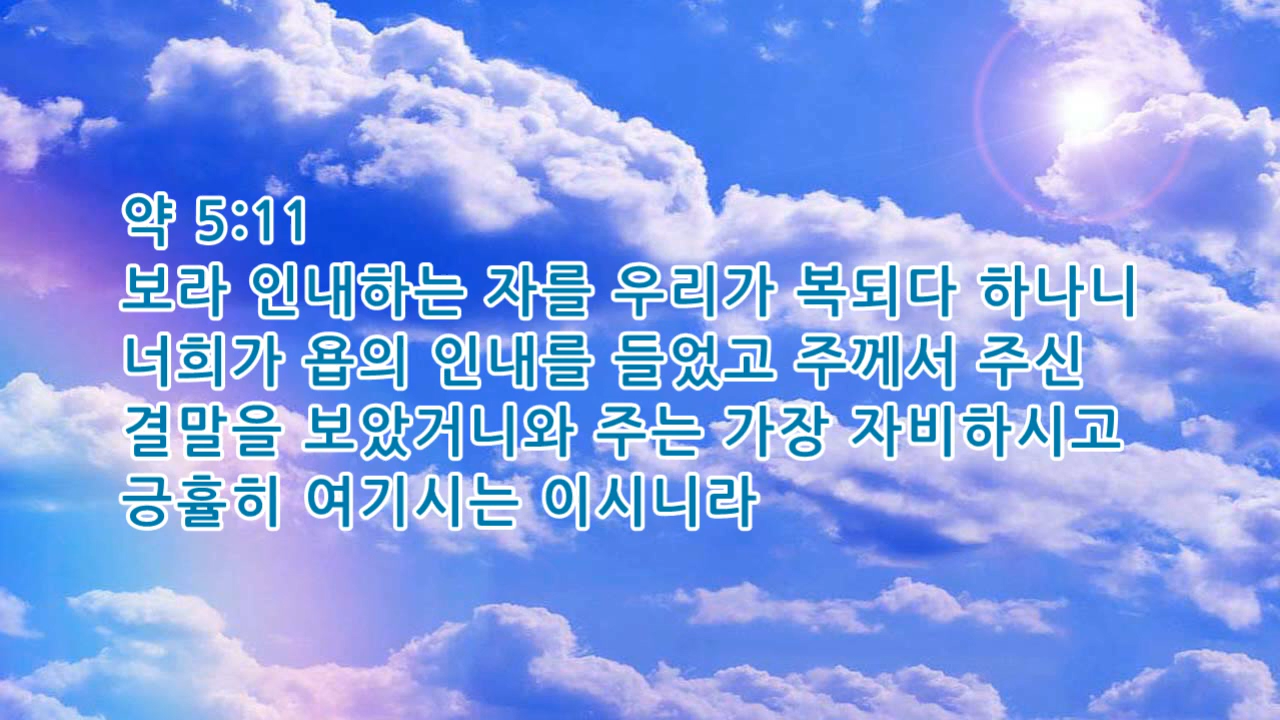 약 5:11
보라 인내하는 자를 우리가 복되다 하나니
너희가 욥의 인내를 들었고 주께서 주신
결말을 보았거니와 주는 가장 자비하시고
긍휼히 여기시는 이시니라